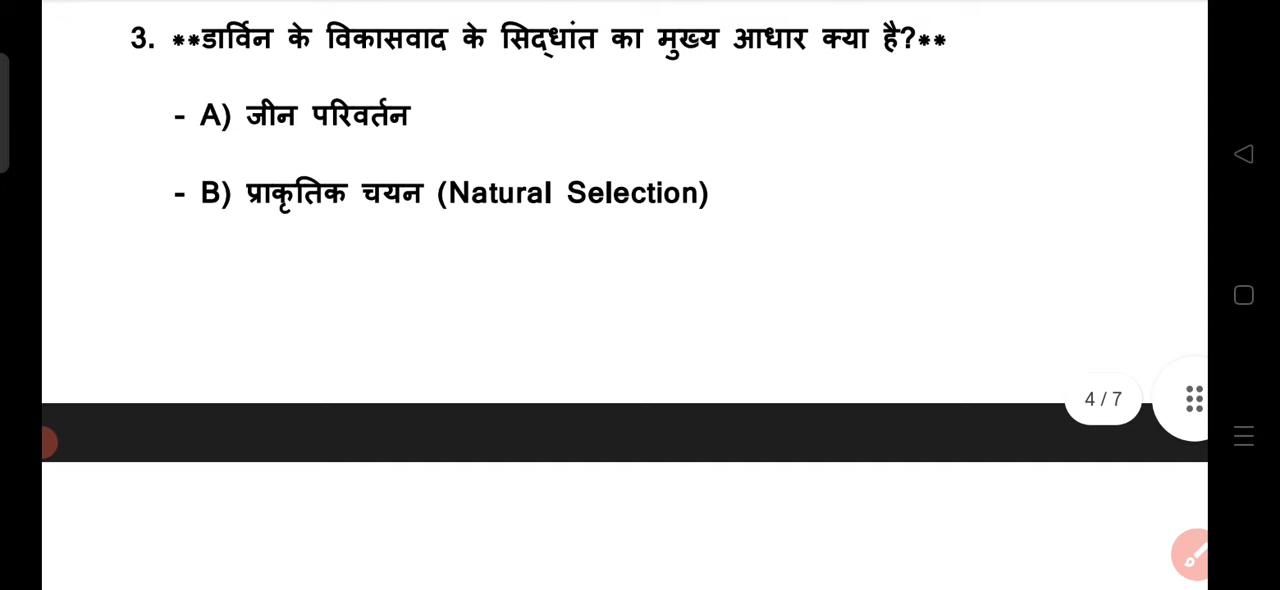 3. **डार्विन के विकासवाद के सिद्धांत का मुख्य आधार क्या है?**
- A) जीन परिवर्तन
- B) प्राकृतिक चयन (Natural Selection)
4 / 7